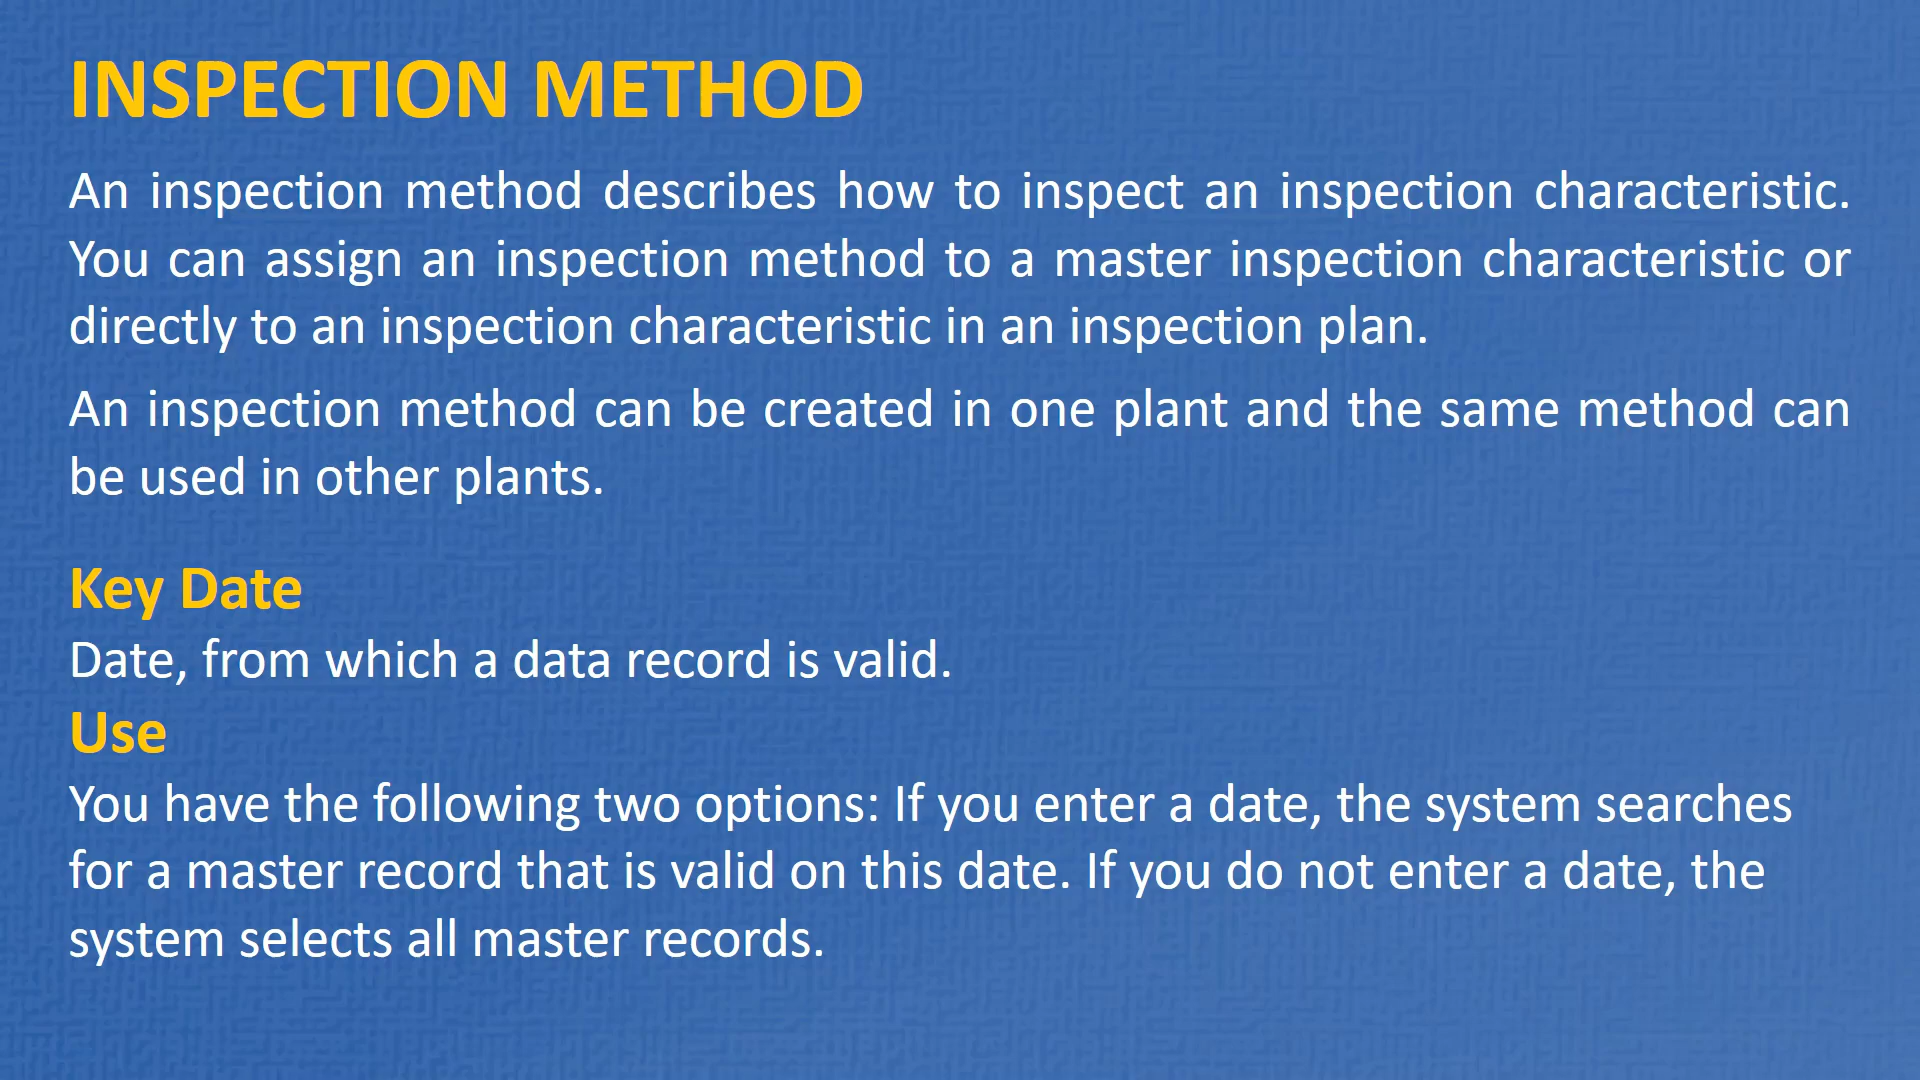 INSPECTION METHOD
An inspection method describes how to inspect an inspection characteristic.
You can assign an inspection method to a master inspection characteristic or
directly to an inspection characteristic in an inspection plan.
An inspection method can be created in one plant and the same method can
be used in other plants.
Key Date
Date, from which a data record is valid.
Use
You have the following two options: If you enter a date, the system searches
for a master record that is valid on this date. If you do not enter a date, the
system selects all master records.